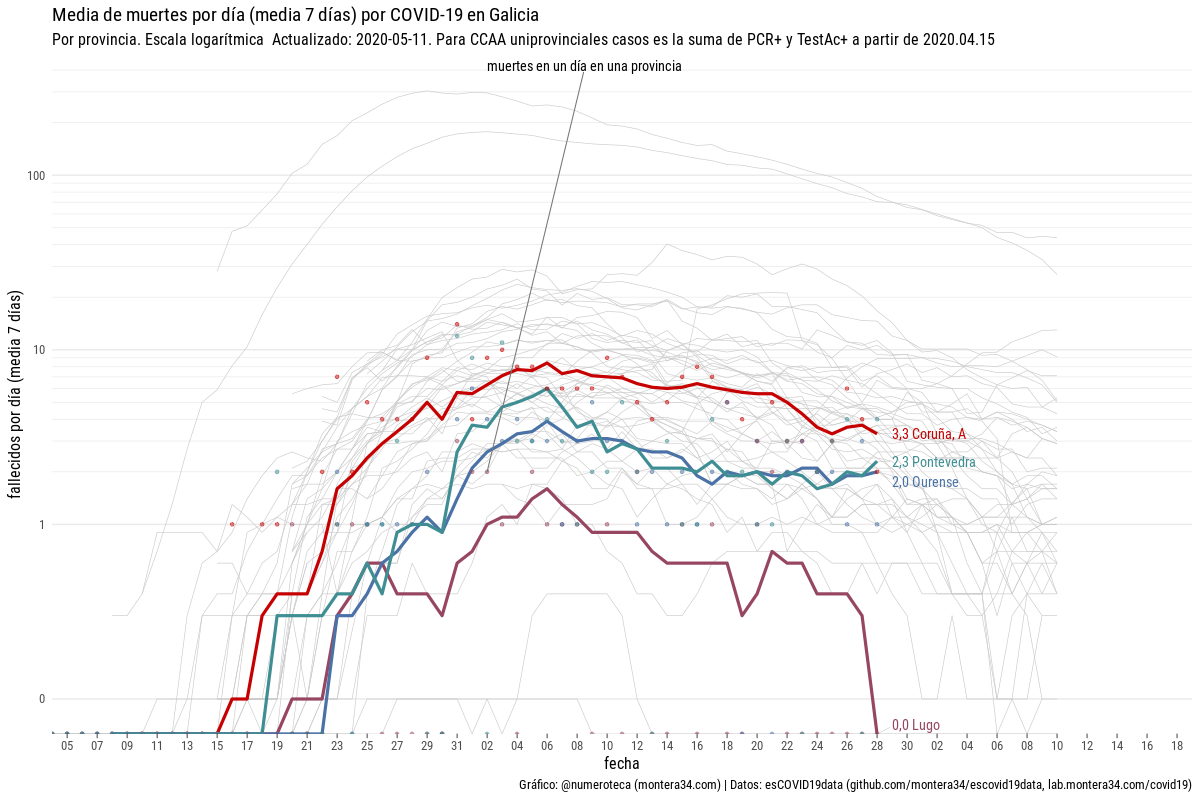 Media de muertes por día (media 7 días) por COVID-19 en Galicia
Por provincia. Escala logarítmica  Actualizado: 2020-05-11. Para CCAA uniprovinciales casos es la suma de PCR+ y TestAc+ a partir de 2020.04.15
muertes en un día en una provincia
fallecidos por día (media  7 días)
100
10
1
0
3,3 Coruña, A
2,3 Pontevedra
2,0 Ourense
0,0 Lugo
05 07 09 11 13 15 17 19 21 23 25 27 29 31 02 04 06 08 10 12 14 16 18 20 22 24 26 28 30 02 04 06 08 10 12 14 16 18
fecha
Gráfico: @numeroteca (montera34.com) | Datos: esCOVID19data (github.com/montera34/escovid19data, lab.montera34.com/covid19)